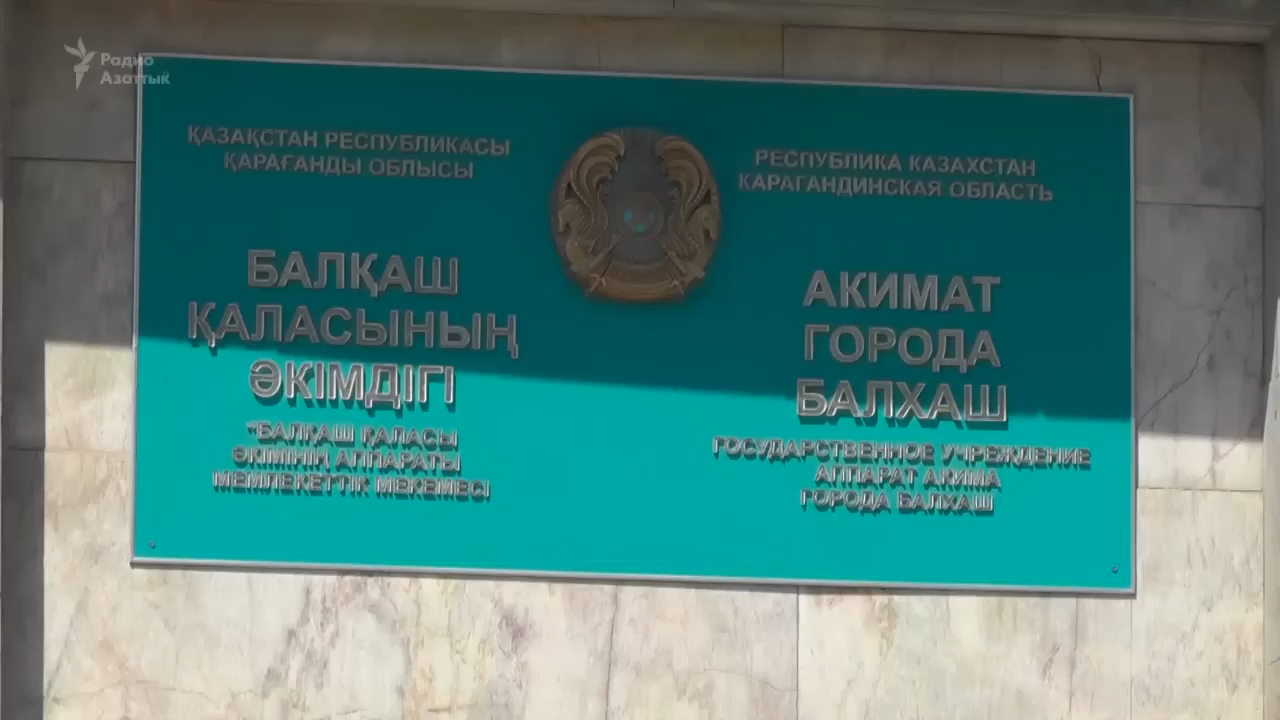 Радио
Азаттык
ҚАЗАҚСТАН РЕСПУБЛИКАСЫ
ҚАРАҒАНДЫ ОБЛЫСЫ
БАЛҚАШ
ҚАЛАСЫНЫҢ
ӘКІМДІГІ
"БАЛҚАШ ҚАЛАСЫ
ӘКІМІНІҢ АППАРАТЫ
МЕМЛЕКЕТТІК МЕКЕМЕСІ
РЕСПУБЛИКА КАЗАХСТАН
КАРАГАНДИНСКАЯ ОБЛАСТЬ
АКИМАТ
ГОРОДА
БАЛХАШ
ГОСУДАРСТВЕННОЕ УЧРЕЖДЕНИЕ
АППАРАТ АКИМА
ГОРОДА БАЛХАШ